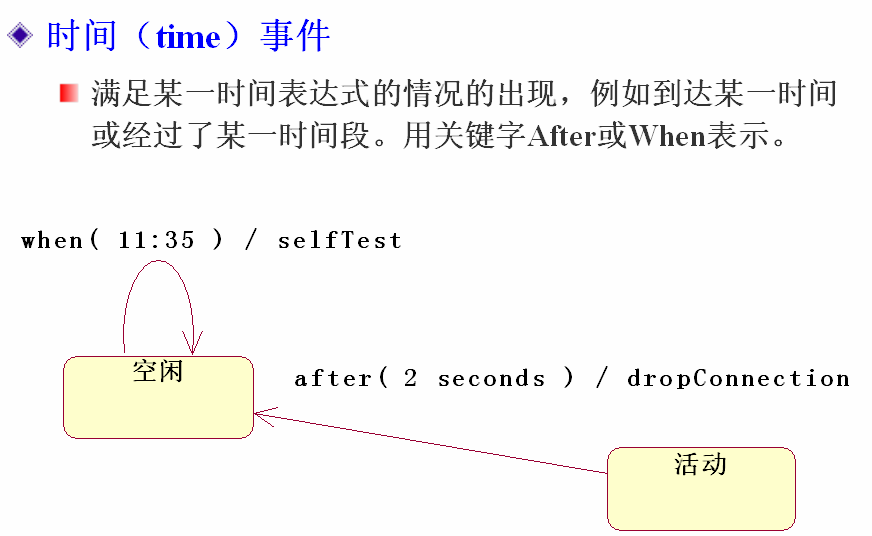 时间（time）事件
满足某一时间表达式的情况的出现，例如到达某一时间
或经过了某一时间段。用关键字After或When表示。
when( 11:35 ) / selfTest
空闲
after( 2 seconds ) / dropConnection
活动